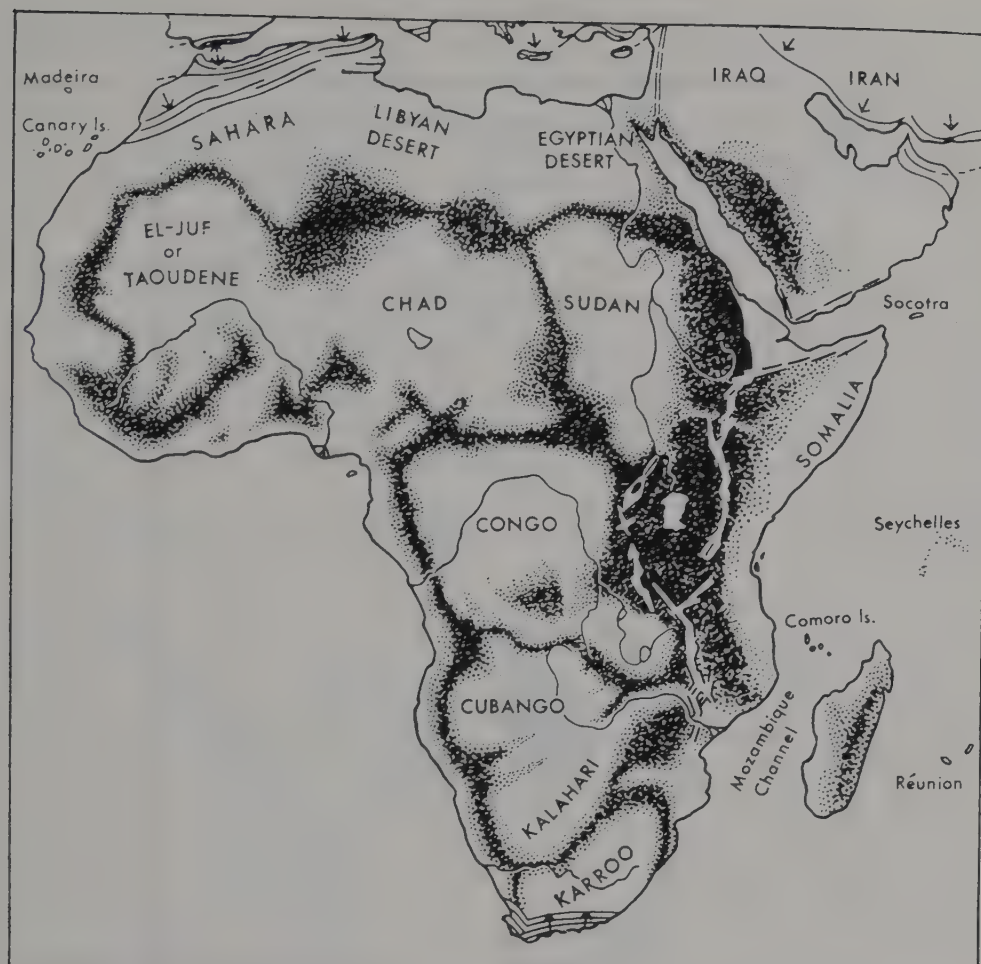 Madeira
Canary Is.
SAHARA
LIBYAN
DESERT
EGYPTIAN
DESERT
IRAQ
IRAN
EL-JUF
or
TAOUDENE
CHAD
SUDAN
Socotra
SOMALIA
CONGO
Seychelles
Comoro Is.
CUBANGO
Mozambique
Channel
KALAHARI
Réunion
KARROO